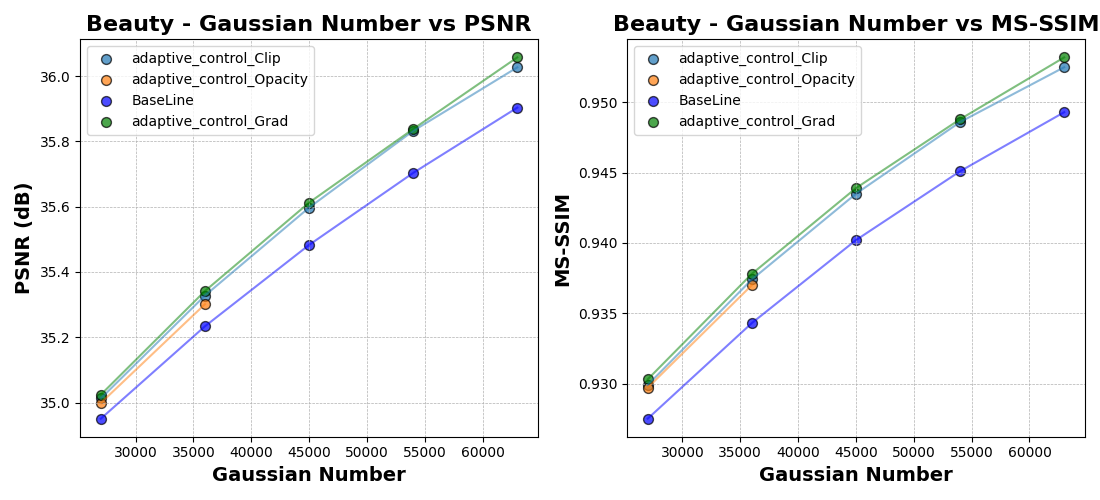 Beauty - Gaussian Number vs PSNR
36.0
35.8
35.6
35.4
35.2
35.0
PSNR (dB)
adaptive_control_Clip
adaptive_control_Opacity
BaseLine
adaptive_control_Grad
30000 35000 40000 45000 50000 55000 60000
Gaussian Number
Beauty - Gaussian Number vs MS-SSIM
0.950
0.945
0.940
0.935
0.930
MS-SSIM
adaptive_control_Clip
adaptive_control_Opacity
BaseLine
adaptive_control_Grad
30000 35000 40000 45000 50000 55000 60000
Gaussian Number